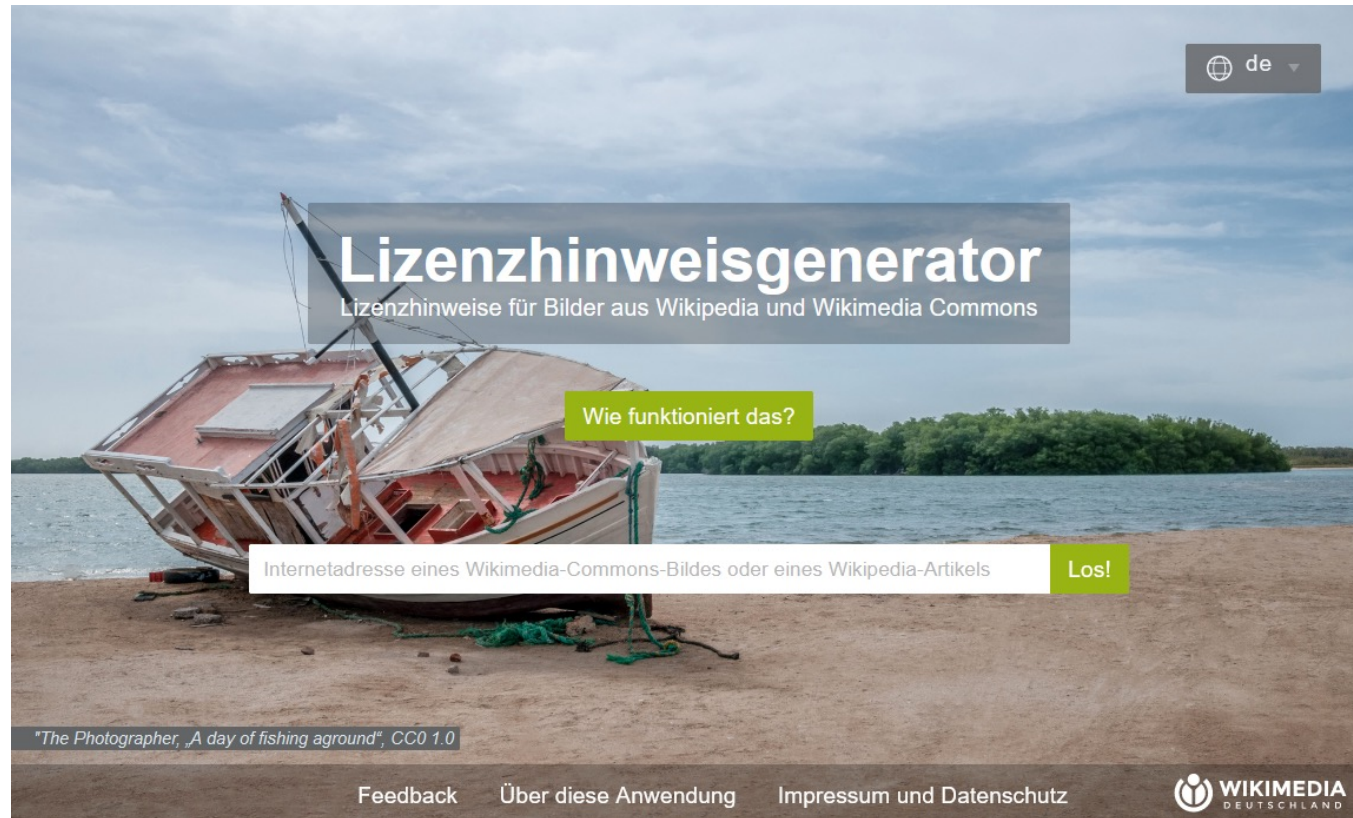 de
Lizenzhinweisgenerator
Lizenzhinweise für Bilder aus Wikipedia und Wikimedia Commons
Wie funktioniert das?
Internetadresse eines Wikimedia-Commons-Bildes oder eines Wikipedia-Artikels
Los!
"The Photographer, „A day of fishing aground“, CC0 1.0
Feedback
Über diese Anwendung
Impressum und Datenschutz
WIKIMEDIA
DEUTSCHLAND